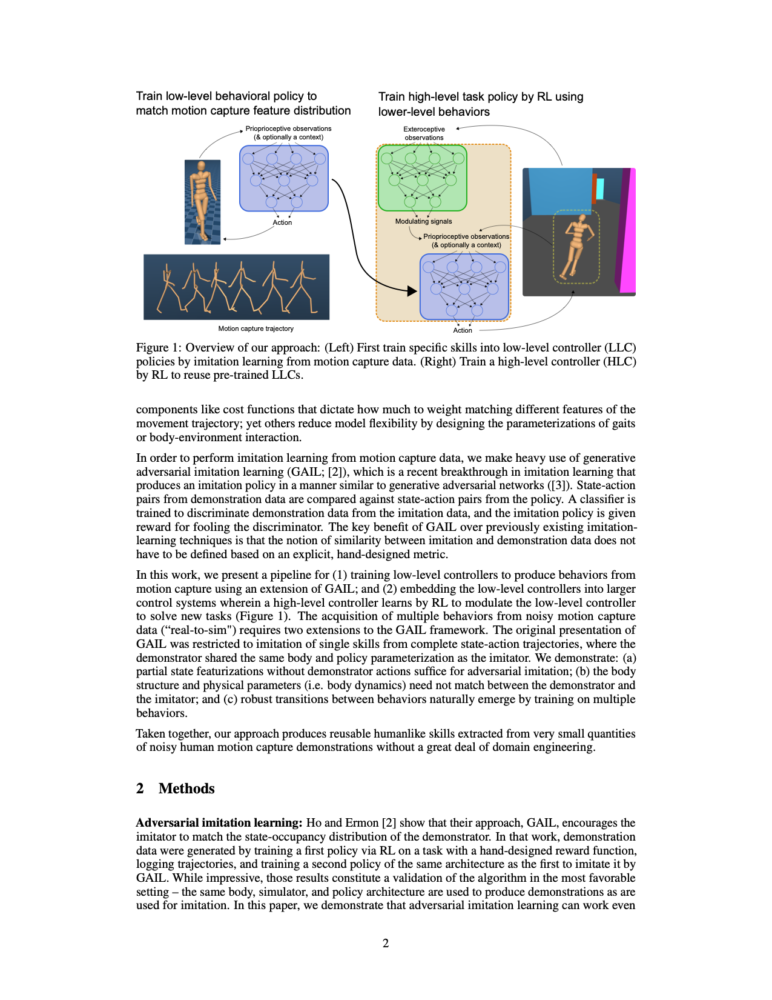 Train low-level behavioral policy to
match motion capture feature distribution
Prioprioceptive observations
(& optionally a context)
Action
Motion capture trajectory
Train high-level task policy by RL using
lower-level behaviors
Exteroceptive
observations
Modulating signals
Prioprioceptive observations
(& optionally a context)
Action
Figure 1: Overview of our approach: (Left) First train specific skills into low-level controller (LLC)
policies by imitation learning from motion capture data. (Right) Train a high-level controller (HLC)
by RL to reuse pre-trained LLCs.
components like cost functions that dictate how much to weight matching different features of the
movement trajectory; yet others reduce model flexibility by designing the parameterizations of gaits
or body-environment interaction.
In order to perform imitation learning from motion capture data, we make heavy use of generative
adversarial imitation learning (GAIL; [2]), which is a recent breakthrough in imitation learning that
produces an imitation policy in a manner similar to generative adversarial networks ([3]). State-action
pairs from demonstration data are compared against state-action pairs from the policy. A classifier is
trained to discriminate demonstration data from the imitation data, and the imitation policy is given
reward for fooling the discriminator. The key benefit of GAIL over previously existing imitation-
learning techniques is that the notion of similarity between imitation and demonstration data does not
have to be defined based on an explicit, hand-designed metric.
In this work, we present a pipeline for (1) training low-level controllers to produce behaviors from
motion capture using an extension of GAIL; and (2) embedding the low-level controllers into larger
control systems wherein a high-level controller learns by RL to modulate the low-level controller
to solve new tasks (Figure 1). The acquisition of multiple behaviors from noisy motion capture
data (“real-to-sim") requires two extensions to the GAIL framework. The original presentation of
GAIL was restricted to imitation of single skills from complete state-action trajectories, where the
demonstrator shared the same body and policy parameterization as the imitator. We demonstrate: (a)
partial state featurizations without demonstrator actions suffice for adversarial imitation; (b) the body
structure and physical parameters (i.e. body dynamics) need not match between the demonstrator and
the imitator; and (c) robust transitions between behaviors naturally emerge by training on multiple
behaviors.
Taken together, our approach produces reusable humanlike skills extracted from very small quantities
of noisy human motion capture demonstrations without a great deal of domain engineering.
2 Methods
Adversarial imitation learning: Ho and Ermon [2] show that their approach, GAIL, encourages the
imitator to match the state-occupancy distribution of the demonstrator. In that work, demonstration
data were generated by training a first policy via RL on a task with a hand-designed reward function,
logging trajectories, and training a second policy of the same architecture as the first to imitate it by
GAIL. While impressive, those results constitute a validation of the algorithm in the most favorable
setting – the same body, simulator, and policy architecture are used to produce demonstrations as are
used for imitation. In this paper, we demonstrate that adversarial imitation learning can work even
2